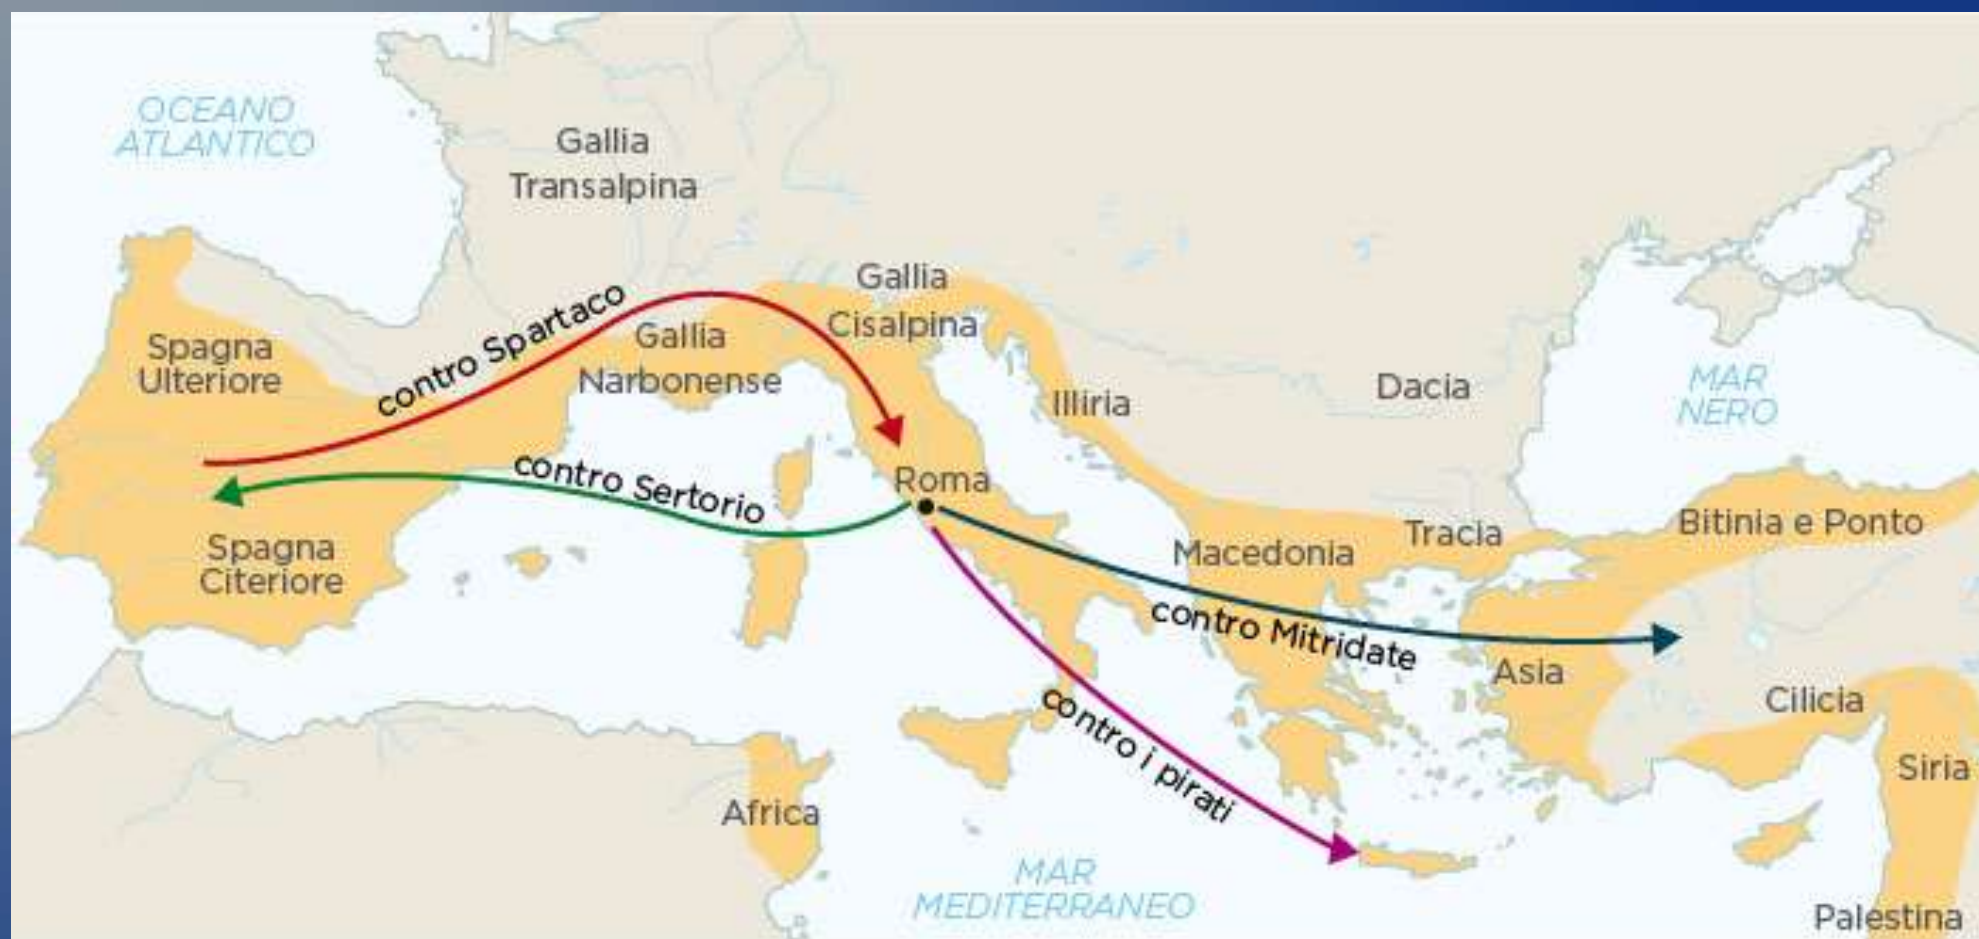 OCEANO
ATLANTICO
Gallia
Transalpina
Gallia
Cisalpina
contro Spartaco
Gallia
Narbonense
Spagna
Ulteriore
Illiria
Dacia
MAR
NERO
contro Sertorio
Roma
Spagna
Citeriore
Macedonia
Tracia
Bitinia e Ponto
contro Mitridate
Asia
Cilicia
contro i pirati
Siria
Africa
MAR
MEDITERRANEO
Palestina